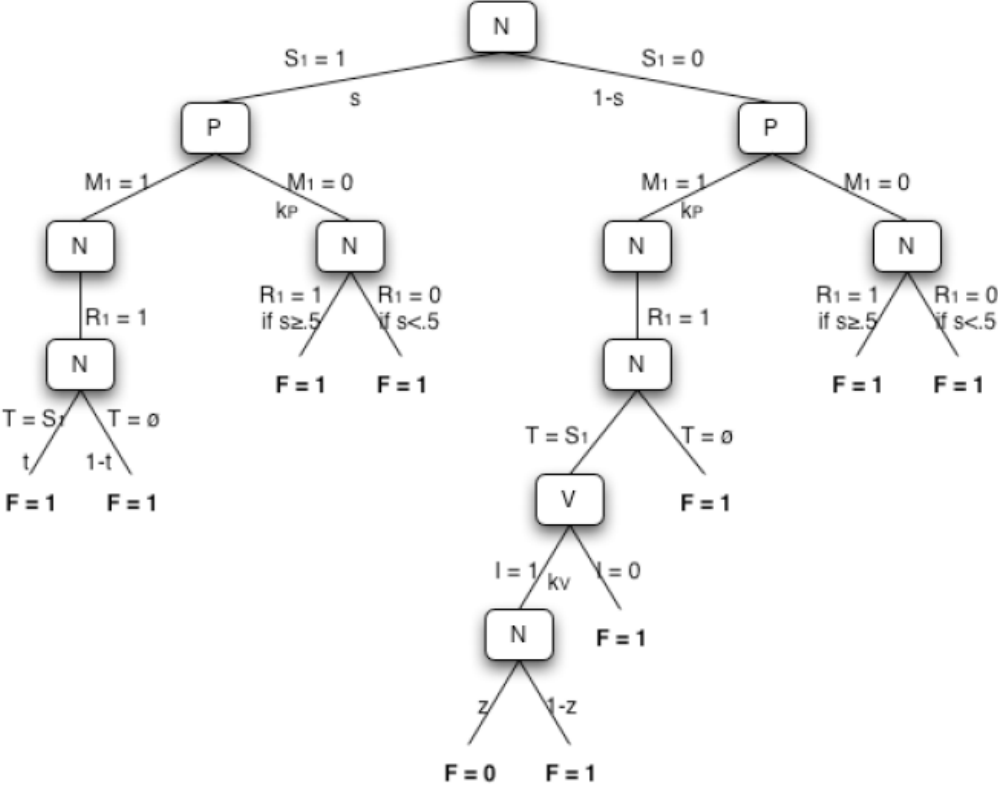 N
S₁ = 1
S₁ = 0
s
1-s
P
P
M₁ = 1
M₁ = 0
M₁ = 1
M₁ = 0
kP
kP
N
N
N
N
R₁ = 1
R₁ = 0
R₁ = 1
R₁ = 0
R₁ = 1
if s≥.5
if s<.5
R₁ = 1
if s≥.5
if s<.5
N
F = 1
F = 1
N
F = 1
F = 1
T = S₁
T = ø
T = S₁
T = ø
t
1-t
F = 1
F = 1
V
F = 1
I = 1
kV
I = 0
N
F = 1
z
1-z
F = 0
F = 1